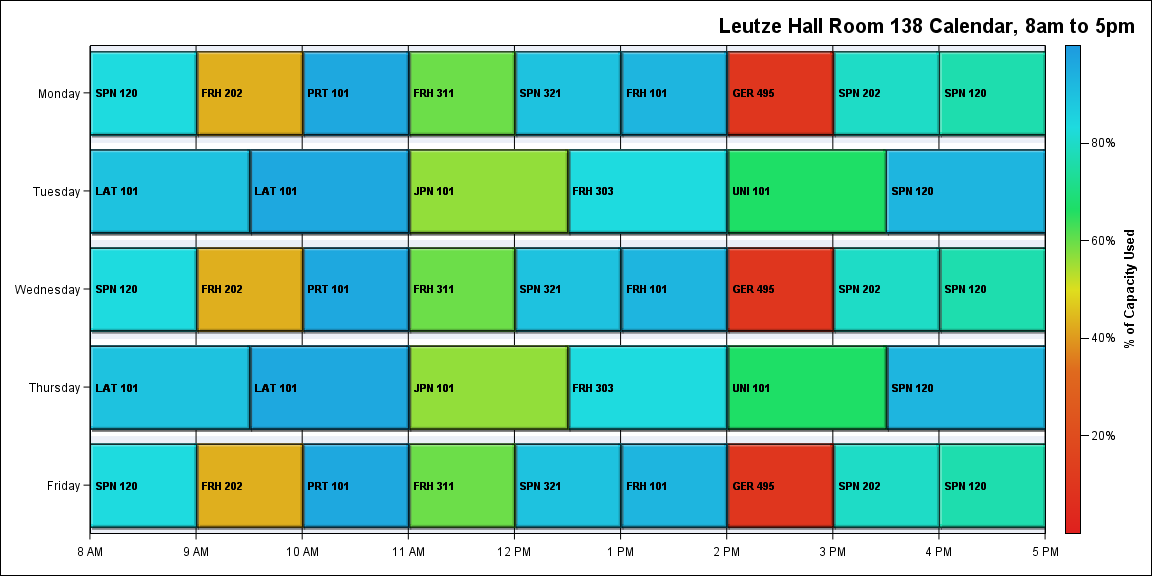 Leutze Hall Room 138 Calendar, 8am to 5pm
Monday
SPN 120
FRH 202
PRT 101
FRH 311
SPN 321
FRH 101
GER 495
SPN 202
SPN 120
Tuesday
LAT 101
LAT 101
JPN 101
FRH 303
UNI 101
SPN 120
Wednesday
SPN 120
FRH 202
PRT 101
FRH 311
SPN 321
FRH 101
GER 495
SPN 202
SPN 120
Thursday
LAT 101
LAT 101
JPN 101
FRH 303
UNI 101
SPN 120
Friday
SPN 120
FRH 202
PRT 101
FRH 311
SPN 321
FRH 101
GER 495
SPN 202
SPN 120
8 AM
9 AM
10 AM
11 AM
12 PM
1 PM
2 PM
3 PM
4 PM
5 PM
80%
60%
40%
20%
% of Capacity Used